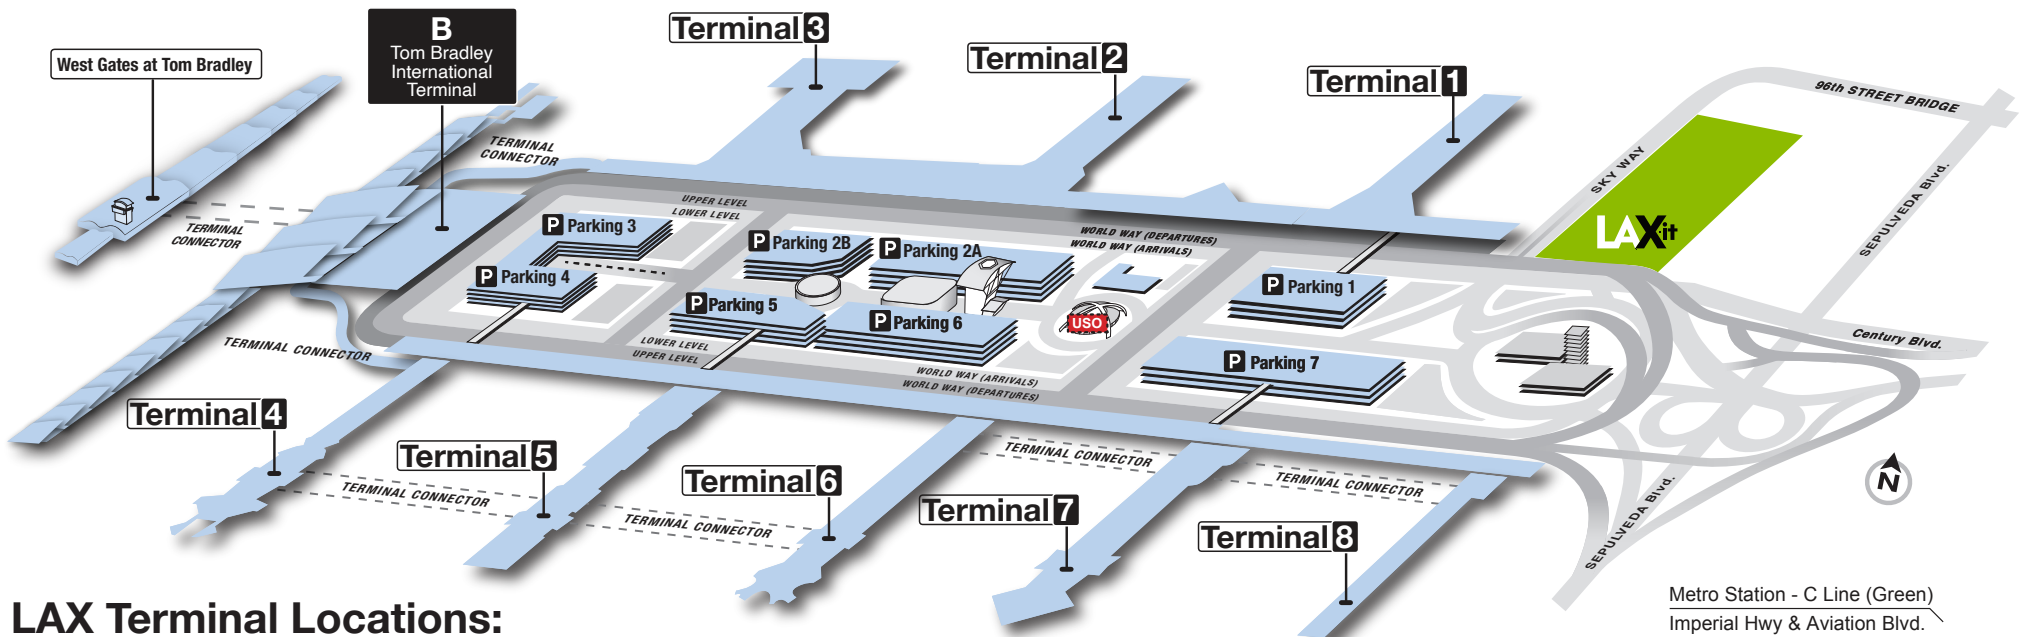 West Gates at Tom Bradley
B
Tom Bradley
International
Terminal
Terminal 3
Terminal 2
Terminal 1
96th STREET BRIDGE
SKY WAY
SEPULVEDA Blvd.
LAXit
TERMINAL
CONNECTOR
TERMINAL
CONNECTOR
UPPER LEVEL
LOWER LEVEL
P Parking 3
P Parking 4
P Parking 2B
P Parking 2A
WORLD WAY (DEPARTURES)
WORLD WAY (ARRIVALS)
P Parking 1
P Parking 5
P Parking 6
USO
P Parking 7
Century Blvd.
TERMINAL CONNECTOR
LOWER LEVEL
UPPER LEVEL
WORLD WAY (ARRIVALS)
WORLD WAY (DEPARTURES)
Terminal 4
Terminal 5
Terminal 6
Terminal 7
Terminal 8
TERMINAL CONNECTOR
TERMINAL CONNECTOR
TERMINAL CONNECTOR
TERMINAL CONNECTOR
SEPULVEDA Blvd.
N
Metro Station - C Line (Green)
Imperial Hwy & Aviation Blvd.
LAX Terminal Locations: